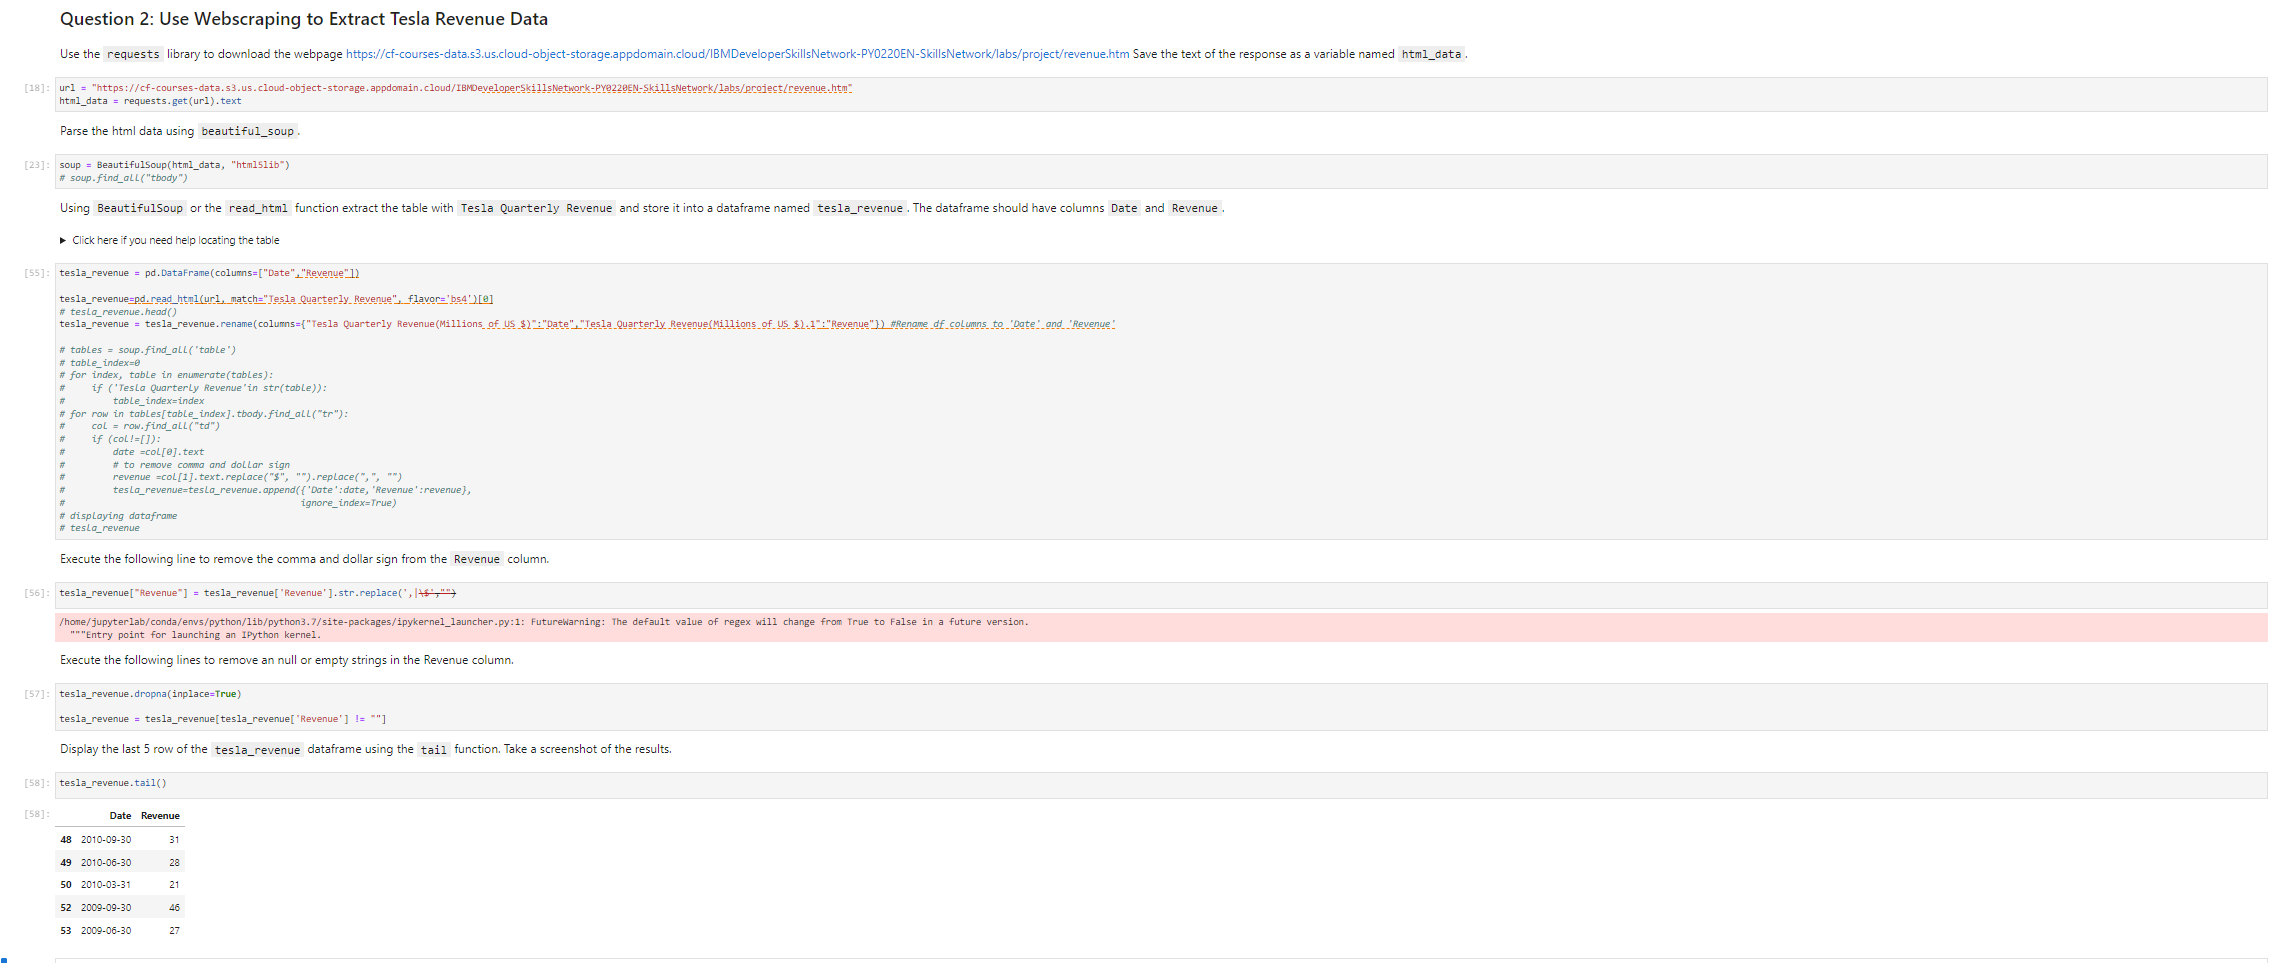 Question 2: Use Webscraping to Extract Tesla Revenue Data
Use the requests library to download the webpage https://cf-courses-data.s3.us.cloud-object-storage.appdomain.cloud/IBMDeveloperSkillsNetwork-PY0220EN-SkillsNetwork/labs/project/revenue.htm Save the text of the response as a variable named html_data.
[18]: url = "https://cf-courses-data.s3.us.cloud-object-storage.appdomain.cloud/IBMDeveloperSkillsNetwork-PY0220EN-SkillsNetwork/labs/project/revenue.htm"
html_data = requests.get(url).text
Parse the html data using beautiful_soup.
[23]: soup = BeautifulSoup(html_data, "html5lib")
# soup.find_all("tbody")
Using BeautifulSoup or the read_html function extract the table with Tesla Quarterly Revenue and store it into a dataframe named tesla_revenue. The dataframe should have columns Date and Revenue.
▶ Click here if you need help locating the table
[55]: tesla_revenue = pd.DataFrame(columns=["Date","Revenue"])
tesla_revenue=pd.read_html(url, match="Tesla Quarterly Revenue", flavor='bs4')[0]
# tesla_revenue.head()
tesla_revenue = tesla_revenue.rename(columns={"Tesla Quarterly Revenue(Millions of US $)":"Date","Tesla Quarterly Revenue(Millions of US $).1":"Revenue"}) #Rename df columns to 'Date' and 'Revenue'
# tables = soup.find_all('table')
# table_index=0
# for index, table in enumerate(tables):
#     if ('Tesla Quarterly Revenue'in str(table)):
#         table_index=index
# for row in tables[table_index].tbody.find_all("tr"):
#     col = row.find_all("td")
#     if (col!=[]):
#         date =col[0].text
#         # to remove comma and dollar sign
#         revenue =col[1].text.replace("$", "").replace(",", "")
#         tesla_revenue=tesla_revenue.append({'Date':date,'Revenue':revenue},
#                                            ignore_index=True)
# displaying dataframe
# tesla_revenue
Execute the following line to remove the comma and dollar sign from the Revenue column.
[56]: tesla_revenue["Revenue"] = tesla_revenue['Revenue'].str.replace(',|\$',"")
/home/jupyterlab/conda/envs/python/lib/python3.7/site-packages/ipykernel_launcher.py:1: FutureWarning: The default value of regex will change from True to False in a future version.
"""Entry point for launching an IPython kernel.
Execute the following lines to remove an null or empty strings in the Revenue column.
[57]: tesla_revenue.dropna(inplace=True)
tesla_revenue = tesla_revenue[tesla_revenue['Revenue'] != ""]
Display the last 5 row of the tesla_revenue dataframe using the tail function. Take a screenshot of the results.
[58]: tesla_revenue.tail()
[58]:
Date Revenue
48 2010-09-30 31
49 2010-06-30 28
50 2010-03-31 21
52 2009-09-30 46
53 2009-06-30 27